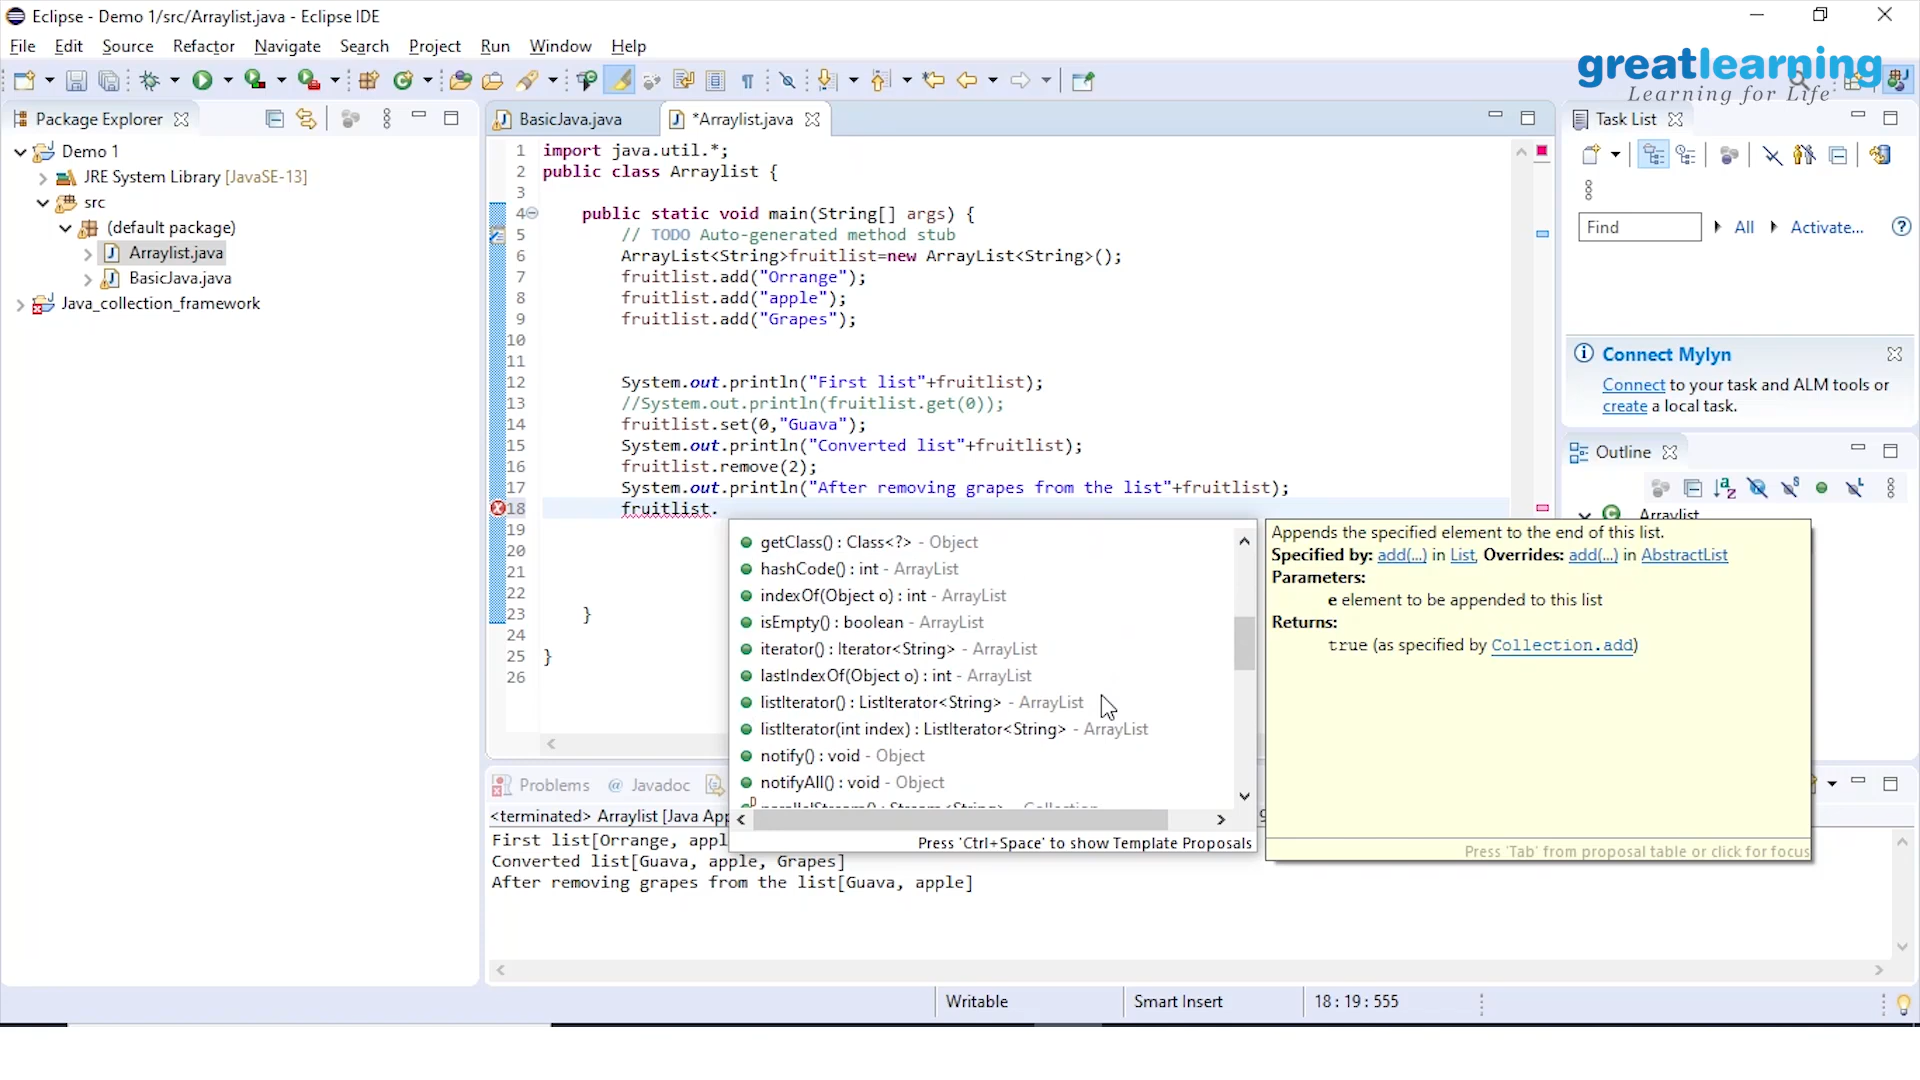 Eclipse - Demo 1/src/Arraylist.java - Eclipse IDE
File Edit Source Refactor Navigate Search Project Run Window Help
greatlearning
Learning for Life
Package Explorer
BasicJava.java
*Arraylist.java
Task List
Demo 1
JRE System Library [JavaSE-13]
src
(default package)
Arraylist.java
BasicJava.java
Java_collection_framework
1 import java.util.*;
2 public class Arraylist {
3
4 public static void main(String[] args) {
5 // TODO Auto-generated method stub
6 ArrayList<String>fruitlist=new ArrayList<String>();
7 fruitlist.add("Orrange");
8 fruitlist.add("apple");
9 fruitlist.add("Grapes");
10
11
12 System.out.println("First list"+fruitlist);
13 //System.out.println(fruitlist.get(0));
14 fruitlist.set(0,"Guava");
15 System.out.println("Converted list"+fruitlist);
16 fruitlist.remove(2);
17 System.out.println("After removing grapes from the list"+fruitlist);
18 fruitlist.
19
20
21
22
23 }
24
25 }
26
getClass() : Class<?> - Object
hashCode() : int - ArrayList
indexOf(Object o) : int - ArrayList
isEmpty() : boolean - ArrayList
iterator() : Iterator<String> - ArrayList
lastIndexOf(Object o) : int - ArrayList
listIterator() : ListIterator<String> - ArrayList
listIterator(int index) : ListIterator<String> - ArrayList
notify() : void - Object
notifyAll() : void - Object
Press 'Ctrl+Space' to show Template Proposals
Appends the specified element to the end of this list.
Specified by: add(...) in List, Overrides: add(...) in AbstractList
Parameters:
e element to be appended to this list
Returns:
true (as specified by Collection.add)
Press 'Tab' from proposal table or click for focus
Find
All
Activate...
Connect Mylyn
Connect to your task and ALM tools or
create a local task.
Outline
Arraylist
Problems
@ Javadoc
<terminated> Arraylist [Java App
First list[Orrange, appl
Converted list[Guava, apple, Grapes]
After removing grapes from the list[Guava, apple]
Writable
Smart Insert
18 : 19 : 555